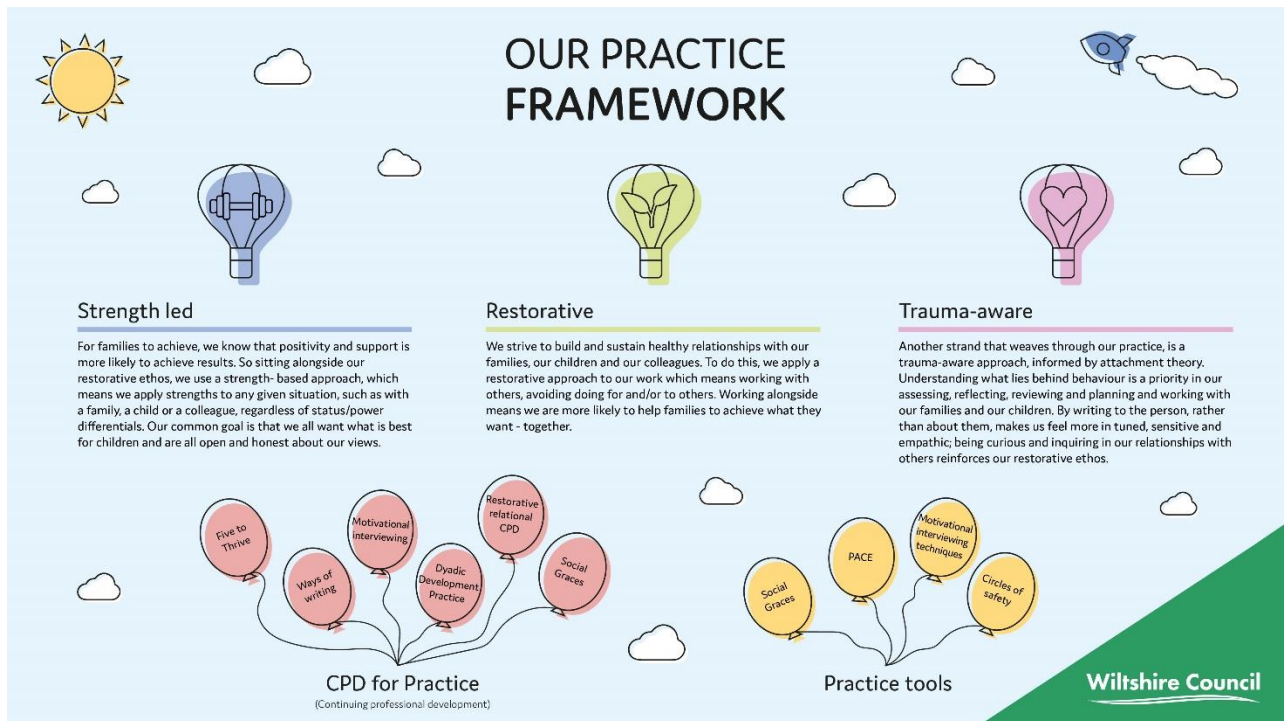 OUR PRACTICE
FRAMEWORK
Strength led
For families to achieve, we know that positivity and support is
more likely to achieve results. So sitting alongside our
restorative ethos, we use a strength- based approach, which
means we apply strengths to any given situation, such as with
a family, a child or a colleague, regardless of status/power
differentials. Our common goal is that we all want what is best
for children and are all open and honest about our views.
Restorative
We strive to build and sustain healthy relationships with our
families, our children and our colleagues. To do this, we apply a
restorative approach to our work which means working with
others, avoiding doing for and/or to others. Working alongside
means we are more likely to help families to achieve what they
want - together.
Trauma-aware
Another strand that weaves through our practice, is a
trauma-aware approach, informed by attachment theory.
Understanding what lies behind behaviour is a priority in our
assessing, reflecting, reviewing and planning and working with
our families and our children. By writing to the person, rather
than about them, makes us feel more in tuned, sensitive and
empathic; being curious and inquiring in our relationships with
others reinforces our restorative ethos.
Five to
Thrive
Ways of
writing
Motivational
interviewing
Dyadic
Development
Practice
Restorative
relational
CPD
Social
Graces
CPD for Practice
(Continuing professional development)
Social
Graces
PACE
Motivational
interviewing
techniques
Circles of
safety
Practice tools
Wiltshire Council